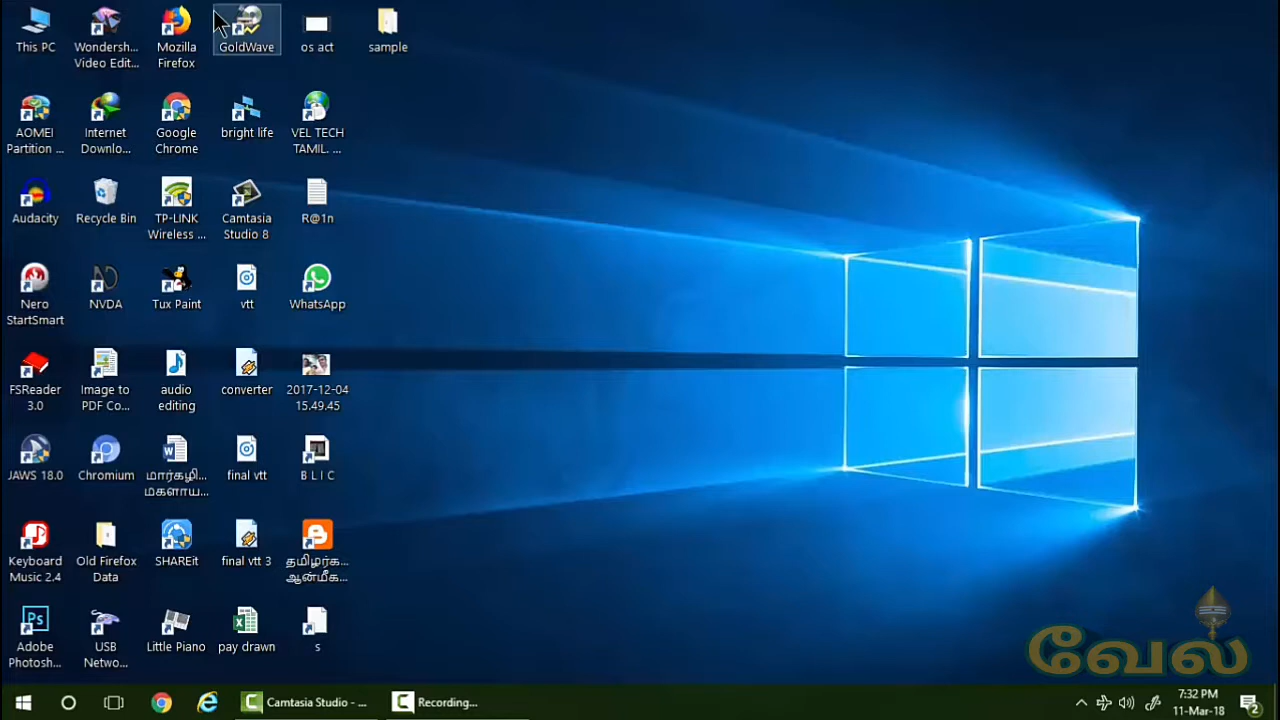 This PC
Wondersh...
Video Edit...
Mozilla
Firefox
GoldWave
os act
sample
AOMEI
Partition ...
Internet
Downlo...
Google
Chrome
bright life
VEL TECH
TAMIL. ...
Audacity
Recycle Bin
TP-LINK
Wireless ...
Camtasia
Studio 8
R@1n
Nero
StartSmart
NVDA
Tux Paint
vtt
WhatsApp
FSReader
3.0
Image to
PDF Co...
audio
editing
converter
2017-12-04
15.49.45
JAWS 18.0
Chromium
மார்கழி...
மகளாய...
final vtt
B L I C
Keyboard
Music 2.4
Old Firefox
Data
SHAREit
final vtt 3
தமிழர்க...
ஆன்மீக...
Adobe
Photosh...
USB
Netwo...
Little Piano
pay drawn
s
வேல்
Camtasia Studio - ...
Recording...
7:32 PM
11-Mar-18
2